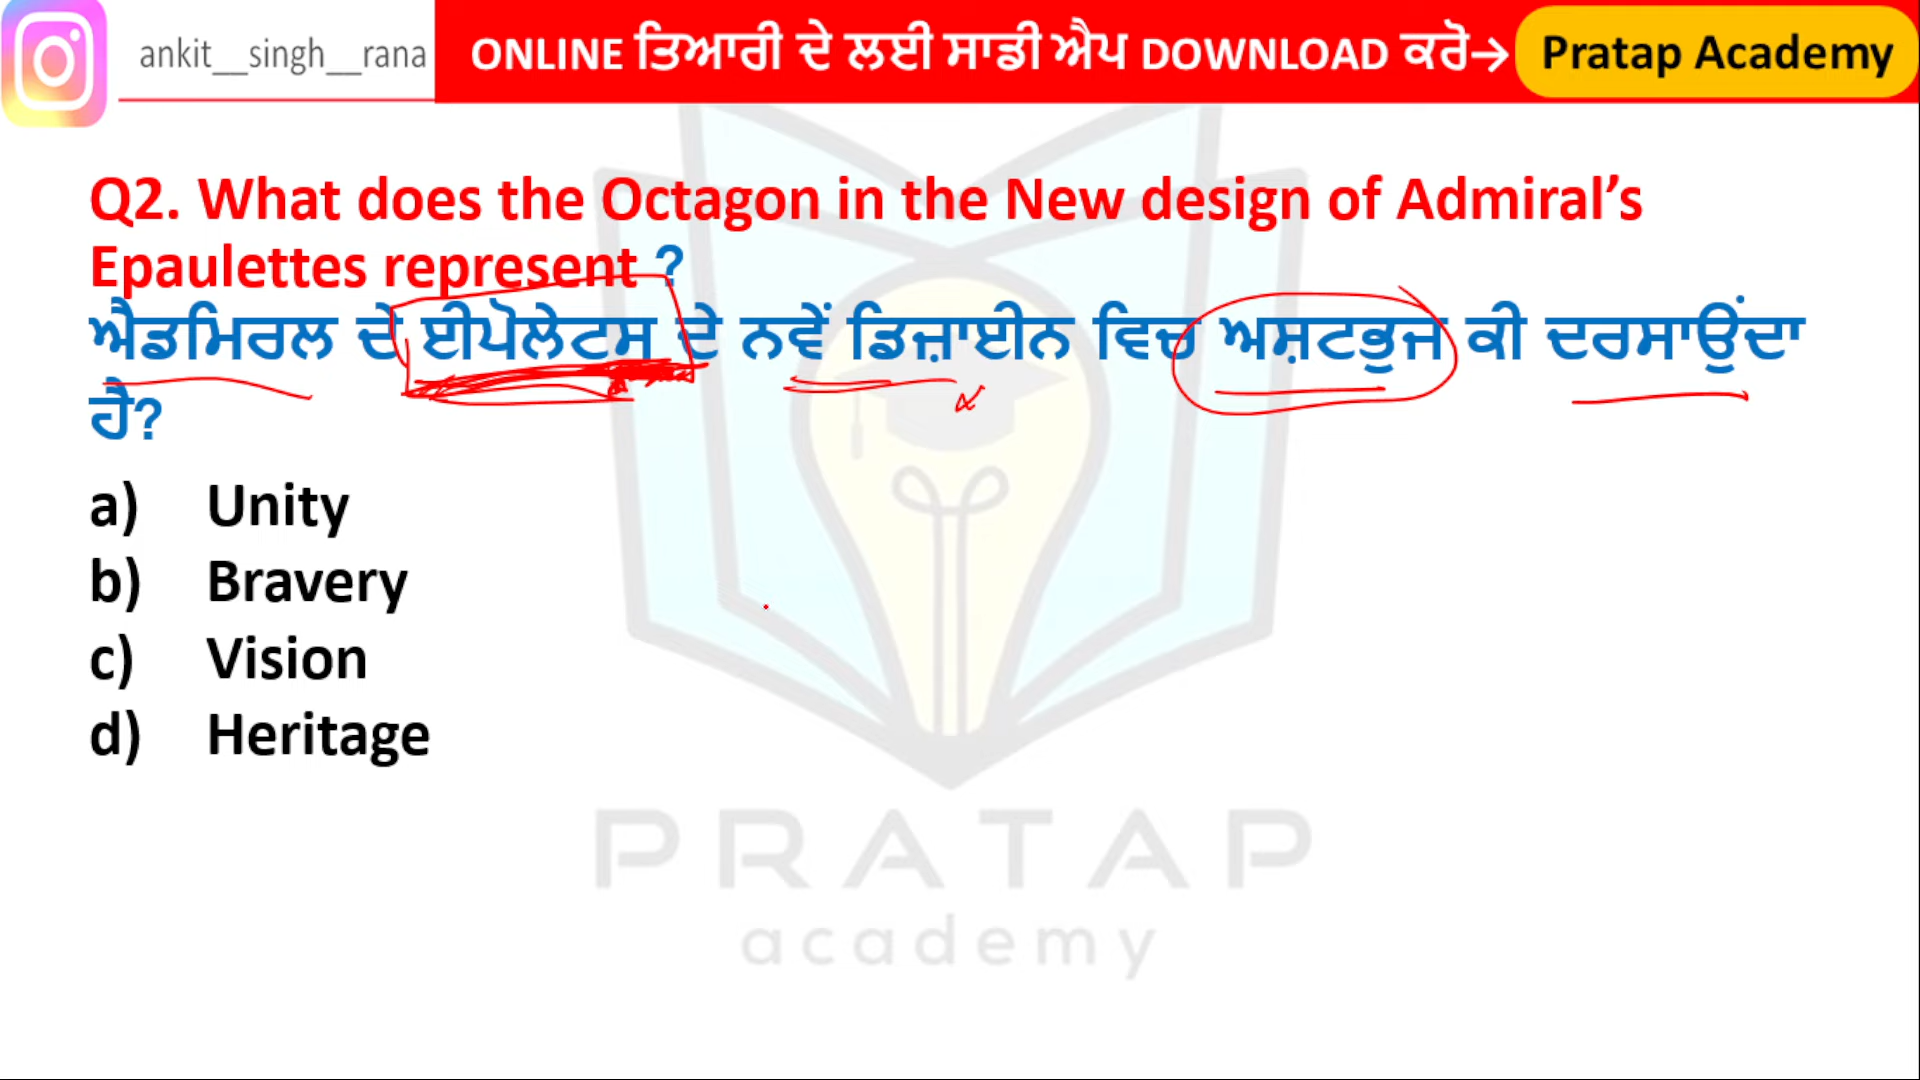 ankit__singh__rana
ONLINE ਤਿਆਰੀ ਦੇ ਲਈ ਸਾਡੀ ਐਪ DOWNLOAD ਕਰੋ→
Pratap Academy
Q2. What does the Octagon in the New design of Admiral’s
Epaulettes represent ?
ਐਡਮਿਰਲ ਦੇ ਈਪੋਲੇਟਸ ਦੇ ਨਵੇਂ ਡਿਜ਼ਾਈਨ ਵਿਚ ਅਸ਼ਟਭੁਜ ਕੀ ਦਰਸਾਉਂਦਾ
ਹੈ?
a) Unity
b) Bravery
c) Vision
d) Heritage
PRATAP
academy